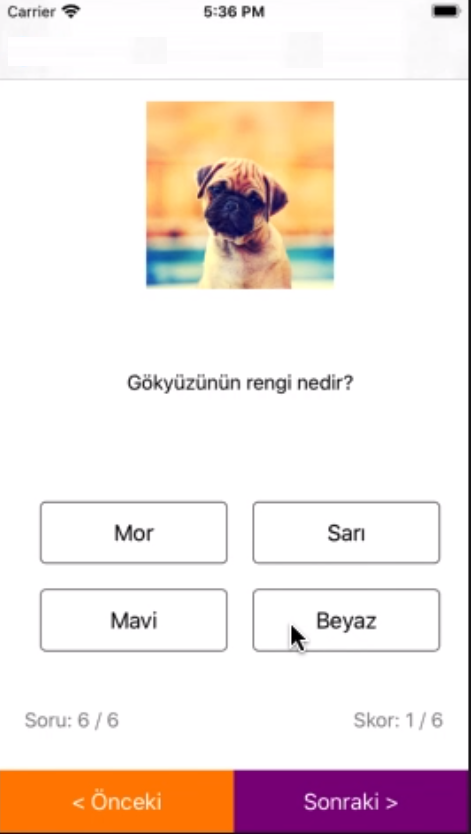 Carrier 5:36 PM
Gökyüzünün rengi nedir?
Mor Sarı
Mavi Beyaz
Soru: 6 / 6 Skor: 1 / 6
< Önceki Sonraki >